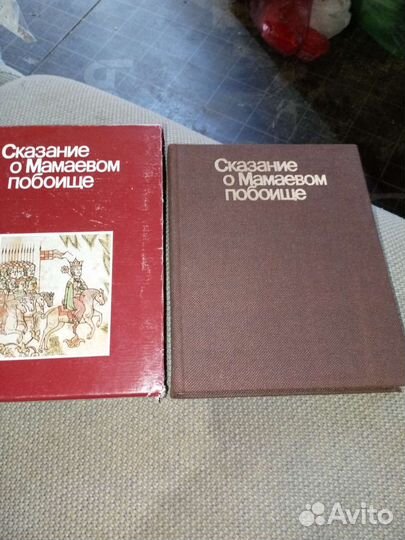 Сказание
о Мамаевом
побоище
Сказание
о Мамаевом
побоище
Avito